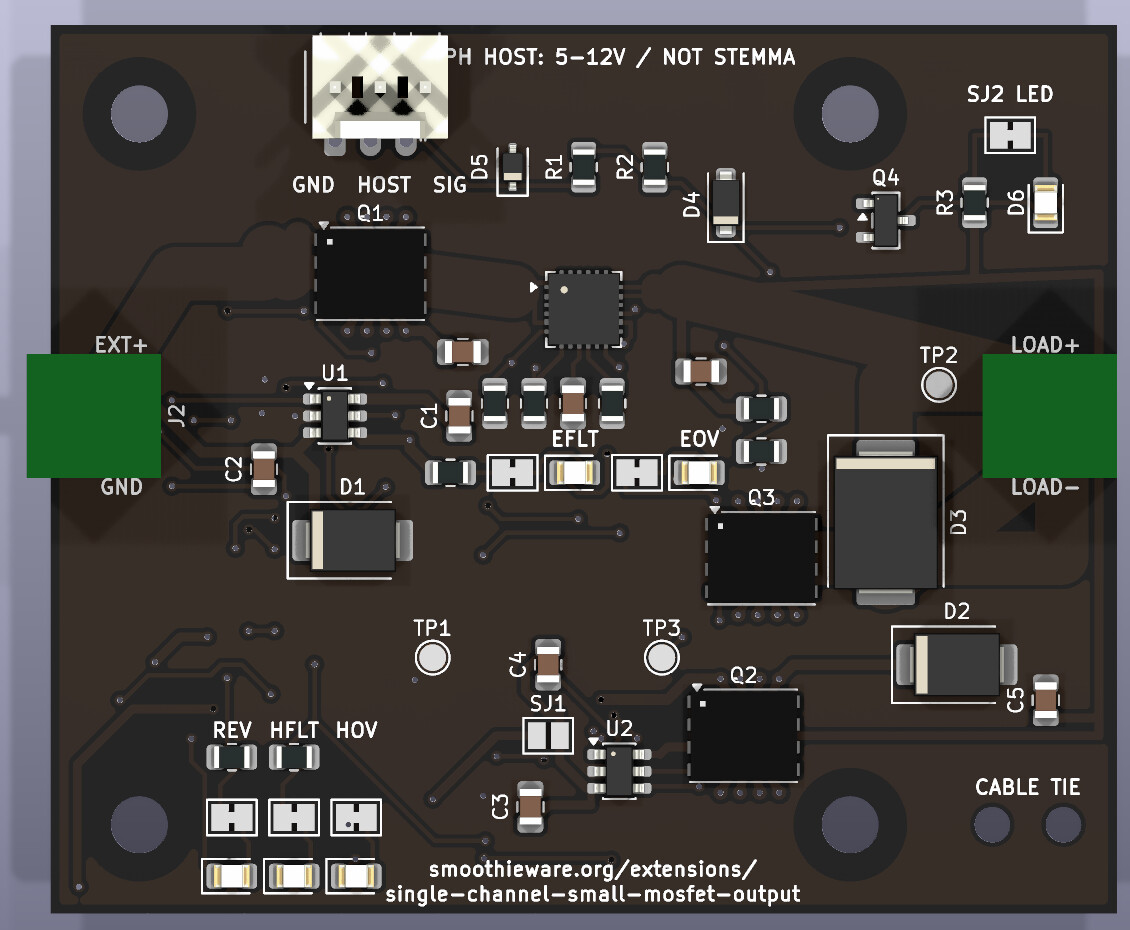 PH HOST: 5-12V / NOT STEMMA
SJ2 LED
GND HOST SIG
D5
R1
R2
D4
Q4
R3
D6
Q1
EXT+
J2
GND
U1
C1
C2
D1
EFLT
EOV
TP2
LOAD+
LOAD-
Q3
D3
D2
TP1
TP3
C4
SJ1
U2
Q2
C5
C3
REV HFLT HOV
CABLE TIE
smoothieware.org/extensions/
single-channel-small-mosfet-output